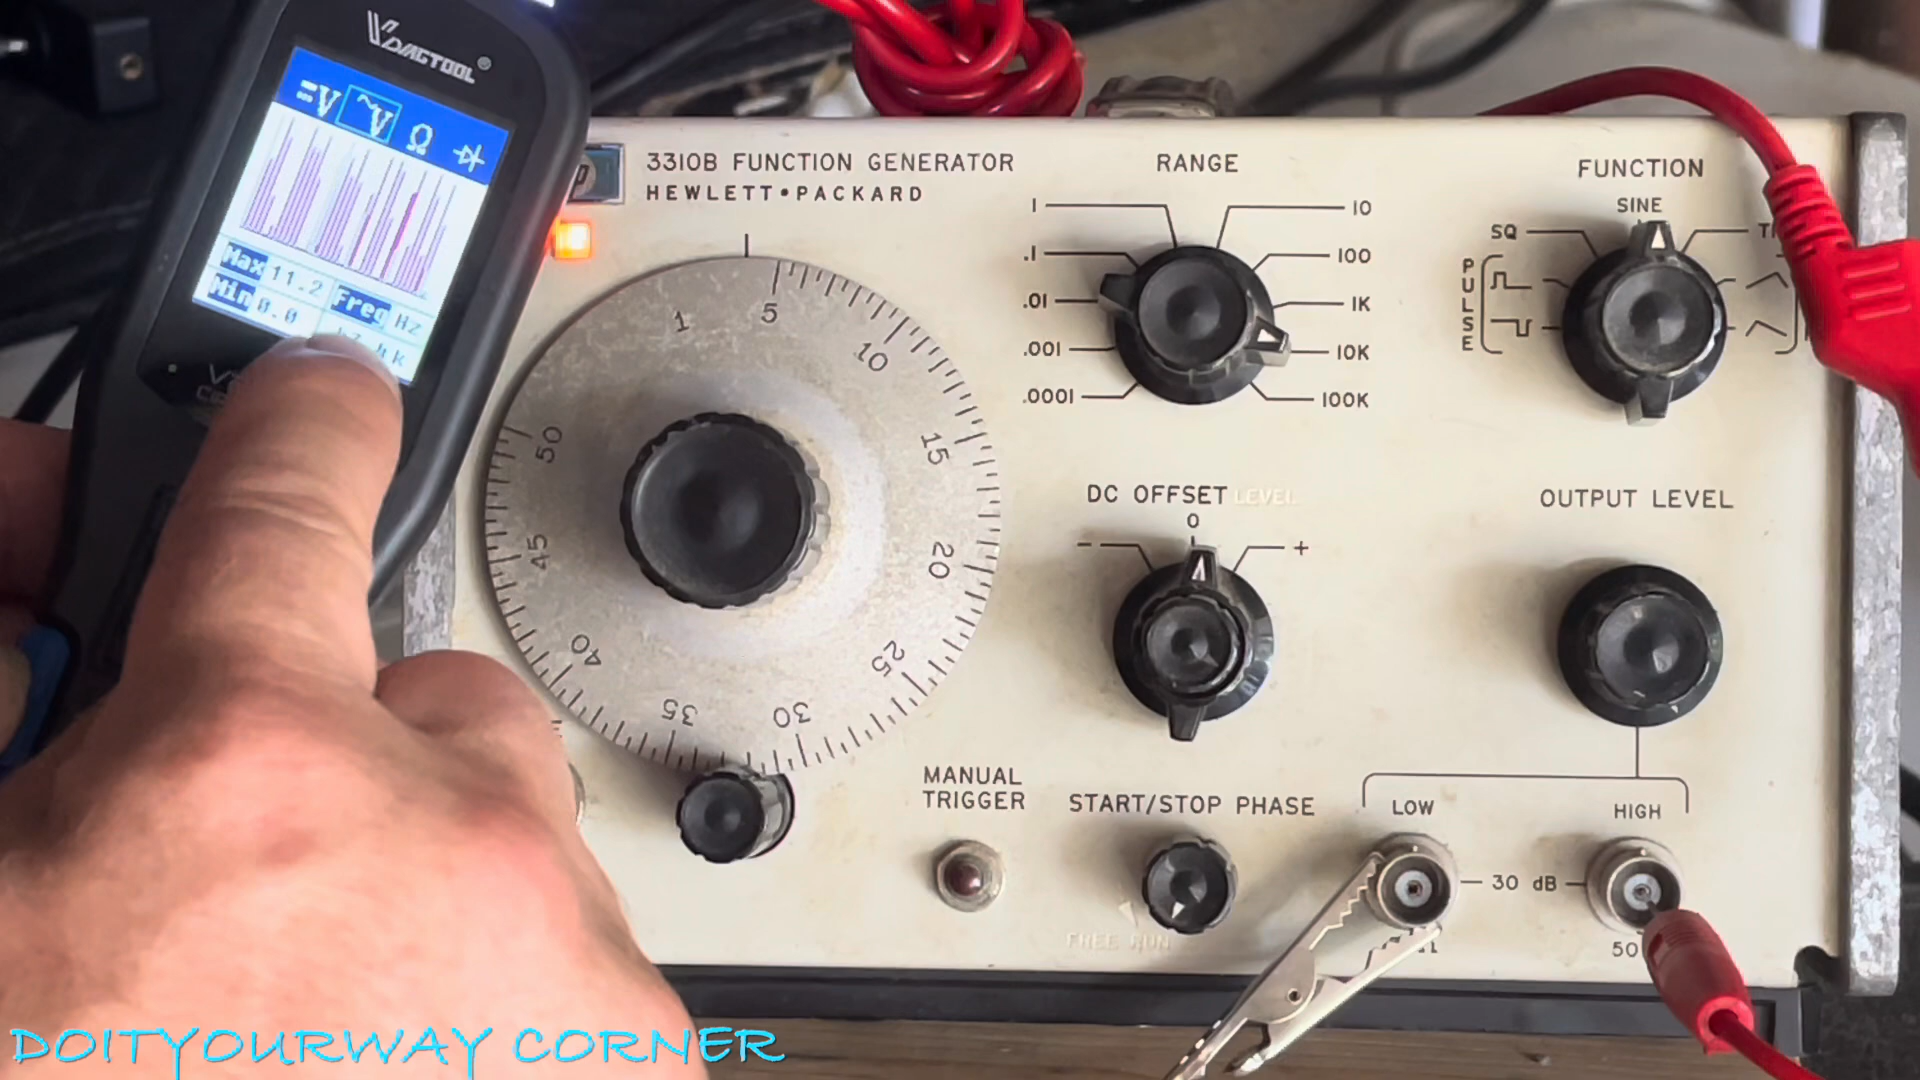 VDIAGTOOL®
=V ~V Ω
Max 11.2
Min 0.0
Freq Hz
3310B FUNCTION GENERATOR
HEWLETT•PACKARD
1 5 10 15 20 25 30 35 40 45 50
RANGE
1 10
.1 100
.01 1K
.001 10K
.0001 100K
FUNCTION
SINE
SQ
PULSE
DC OFFSET LEVEL
0
- +
OUTPUT LEVEL
MANUAL
TRIGGER
START/STOP PHASE
FREE RUN
LOW HIGH
30 dB
50
DOITYOURWAY CORNER